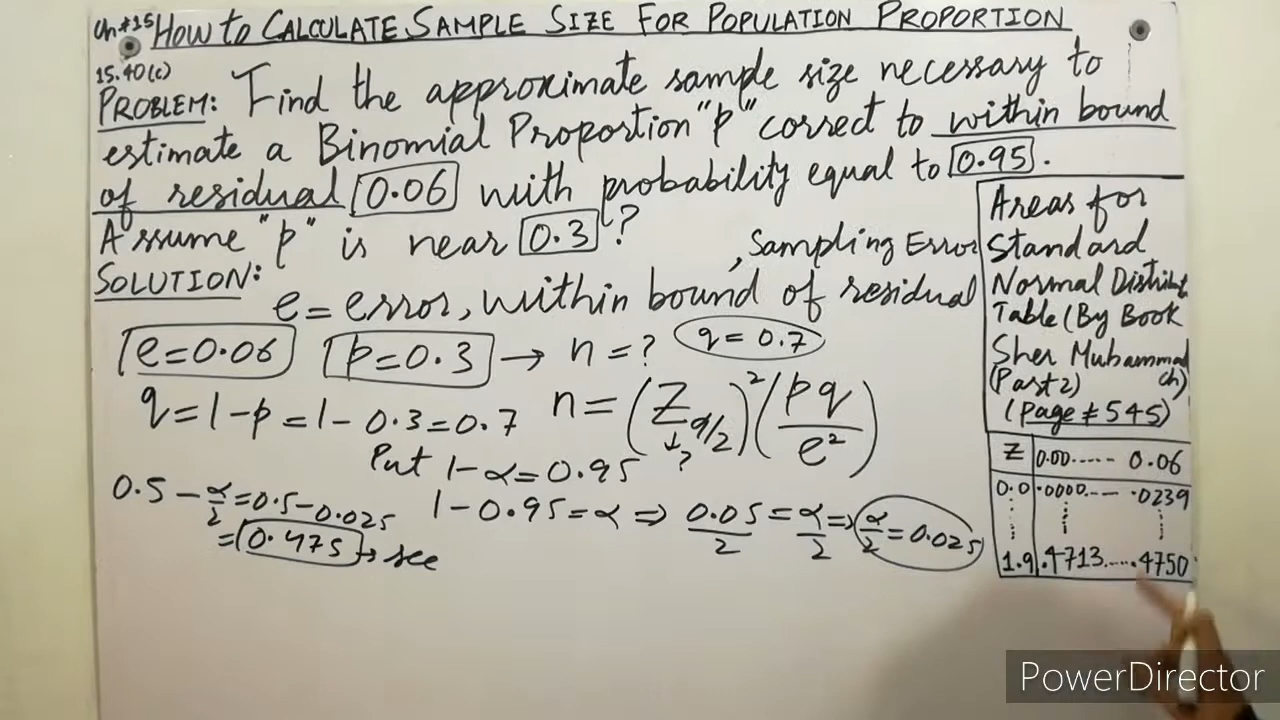 Ch#15 HOW to CALCULATE SAMPLE SIZE FOR POPULATION PROPORTION
15.40(c)
PROBLEM: Find the approximate sample size necessary to
estimate a Binomial Proportion "p" correct to within bound
of residual 0.06 with probability equal to 0.95.
Assume "p" is near 0.3?
SOLUTION:
, Sampling Error
e = error, within bound of residual
e=0.06 p=0.3 → n=? q=0.7
q=1-p=1-0.3=0.7 n=(Zα/2)²(pq/e²)
↓?
Put 1-α=0.95
0.5-α/2=0.5-0.025 1-0.95=α ⇒ 0.05/2=α/2 ⇒ α/2=0.025
=0.475 → see
Areas for
Standard
Normal Distribut
Table (By Book
Sher Muhammad
(Part 2) ch)
(page #545)
Z 0.00..... 0.06
0.0 .0000.... .0239
1.9 .4713.....4750
PowerDirector